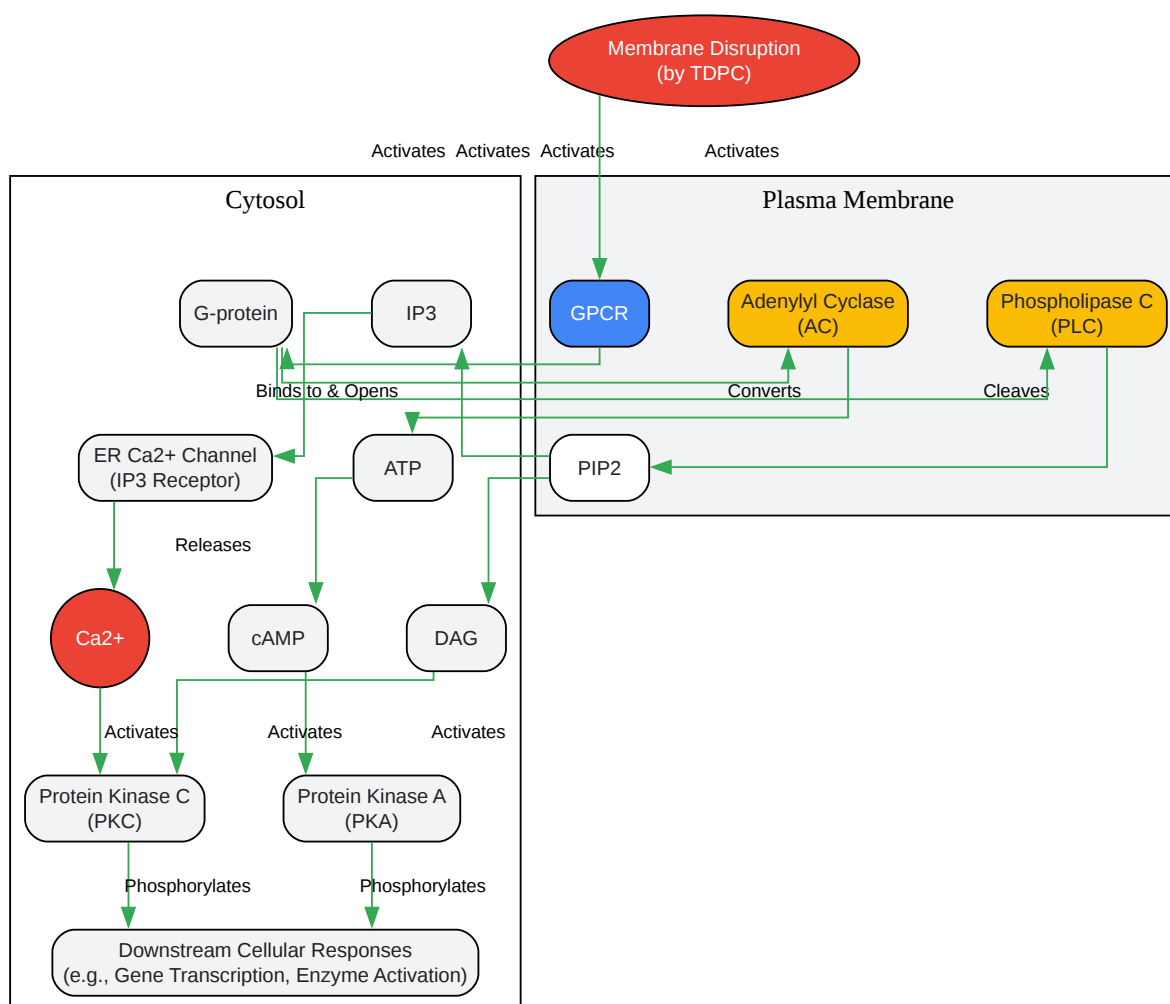 Membrane Disruption
(by TDPC)
Activates
Activates
Activates
Activates
Cytosol
Plasma Membrane
G-protein
IP3
GPCR
Adenylyl Cyclase
(AC)
Phospholipase C
(PLC)
Binds to & Opens
Converts
Cleaves
ER Ca2+ Channel
(IP3 Receptor)
ATP
PIP2
Releases
Ca2+
cAMP
DAG
Activates
Activates
Activates
Protein Kinase C
(PKC)
Protein Kinase A
(PKA)
Phosphorylates
Phosphorylates
Downstream Cellular Responses
(e.g., Gene Transcription, Enzyme Activation)